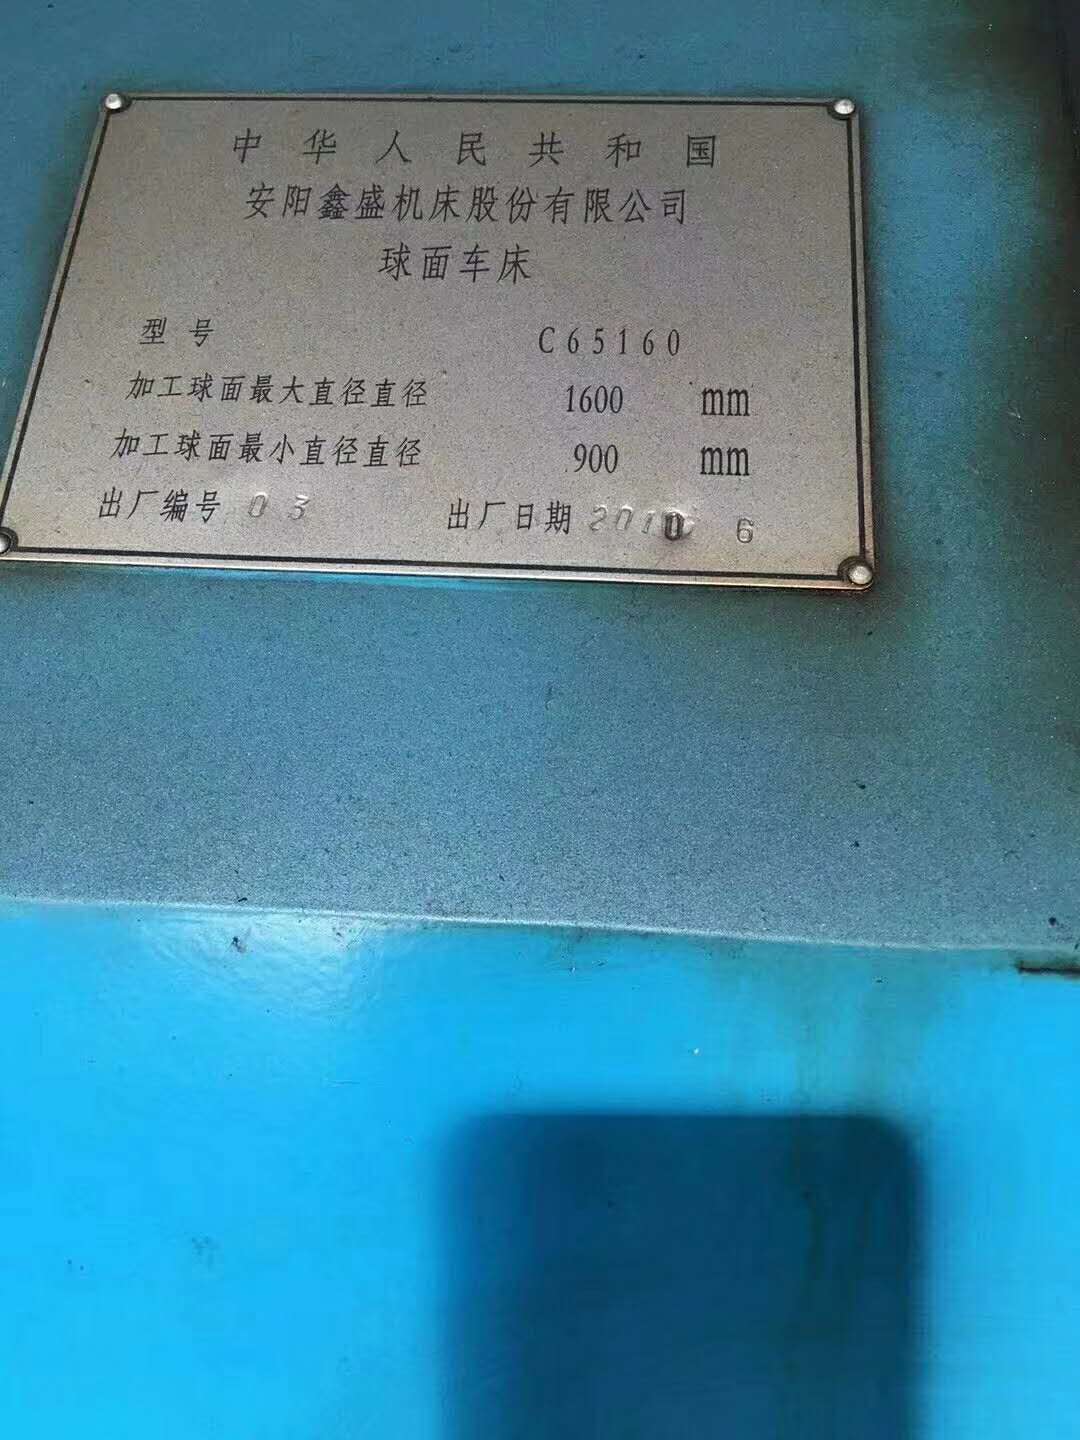 中华人民共和国
安阳鑫盛机床股份有限公司
球面车床
型号 C65160
加工球面最大直径直径 1600 mm
加工球面最小直径直径 900 mm
出厂编号 03 出厂日期 2010 6